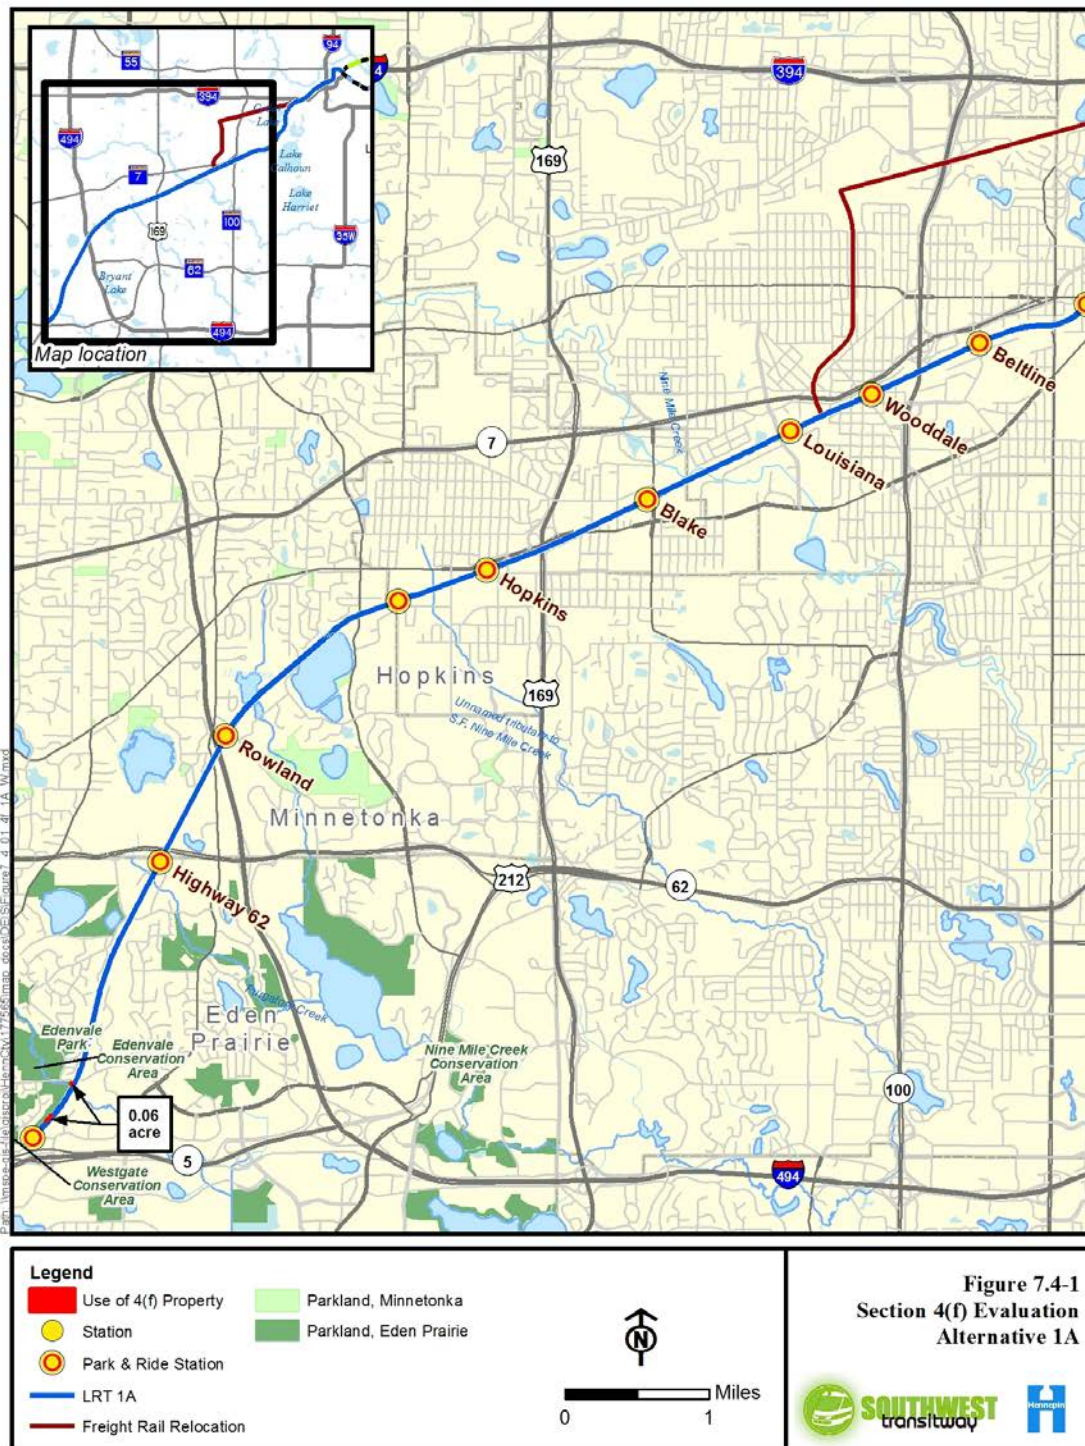 94
55
4
394
494
Lake
Calhoun
7
Lake
Harriet
100
169
35W
62
Bryant
Lake
494
Map location
394
169
Nine Mile Creek
Beltline
Wooddale
7
Louisiana
Blake
Hopkins
Hopkins
169
Unnamed tributary to
S.F. Nine Mile Creek
Rowland
Minnetonka
Highway 62
212
62
Purgatory Creek
Eden
Prairie
Edenvale
Park
Edenvale
Conservation
Area
Nine Mile Creek
Conservation
Area
100
0.06
acre
5
Westgate
Conservation
Area
494
Legend
Use of 4(f) Property
Station
Park & Ride Station
LRT 1A
Freight Rail Relocation
Parkland, Minnetonka
Parkland, Eden Prairie
N
Miles
0 1
Figure 7.4-1
Section 4(f) Evaluation
Alternative 1A
SOUTHWEST
transitway
Hennepin